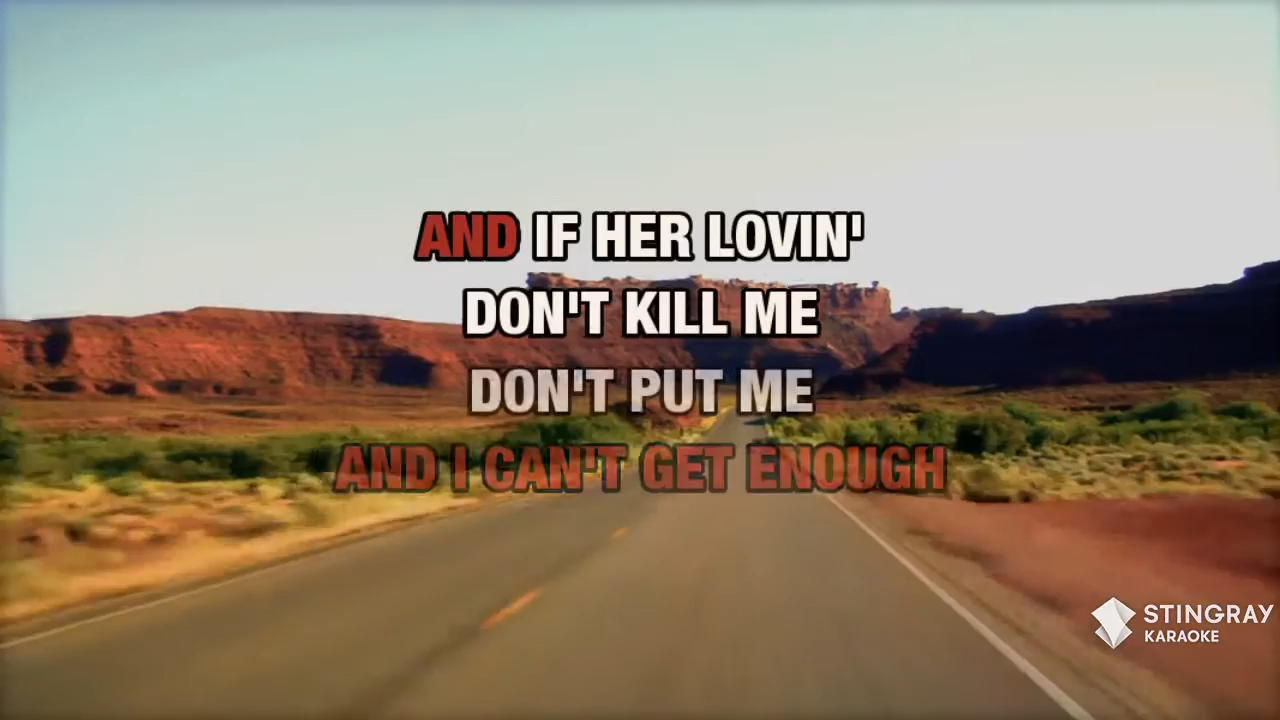 AND IF HER LOVIN'
DON'T KILL ME
DON'T PUT ME
AND I CAN'T GET ENOUGH
STINGRAY
KARAOKE